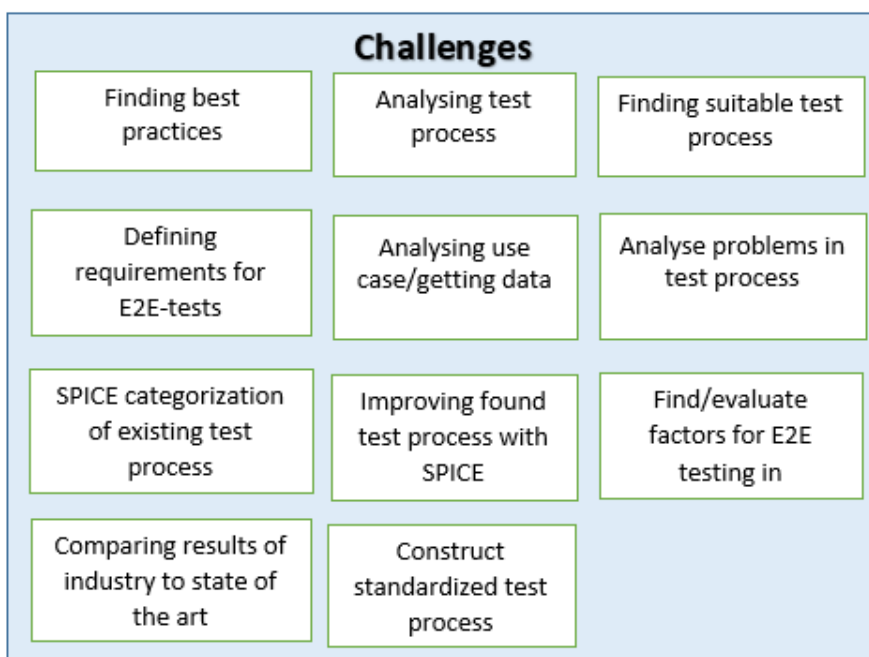 Challenges
Finding best
practices
Analysing test
process
Finding suitable test
process
Defining
requirements for
E2E-tests
Analysing use
case/getting data
Analyse problems in
test process
SPICE categorization
of existing test
process
Improving found
test process with
SPICE
Find/evaluate
factors for E2E
testing in
Comparing results of
industry to state of
the art
Construct
standardized test
process